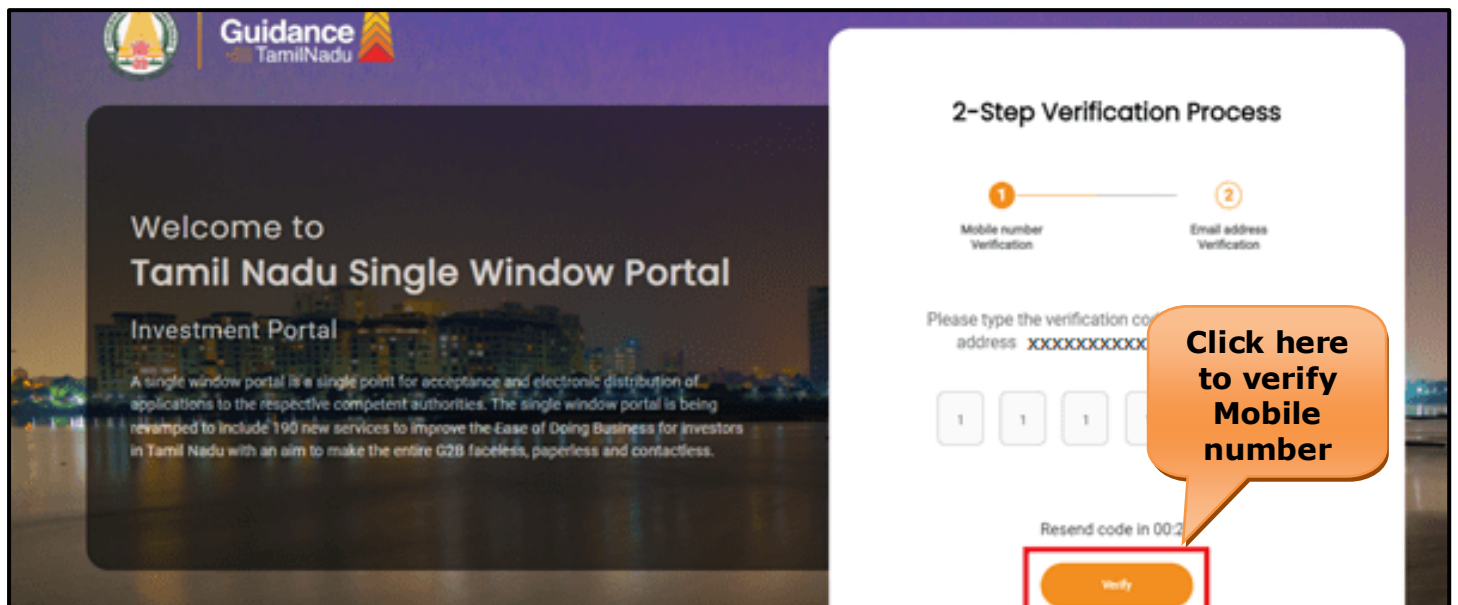 Guidance
TamilNadu
Welcome to
Tamil Nadu Single Window Portal
Investment Portal
A single window portal is a single point for acceptance and electronic distribution of
applications to the respective competent authorities. The single window portal is being
revamped to include 190 new services to improve the Ease of Doing Business for investors
in Tamil Nadu with an aim to make the entire G2B faceless, paperless and contactless.
2-Step Verification Process
1
2
Mobile number
Verification
Email address
Verification
Please type the verification
address xxxxxxxxxxx
1 1 1
Resend code in
Verify
Click here
to verify
Mobile
number